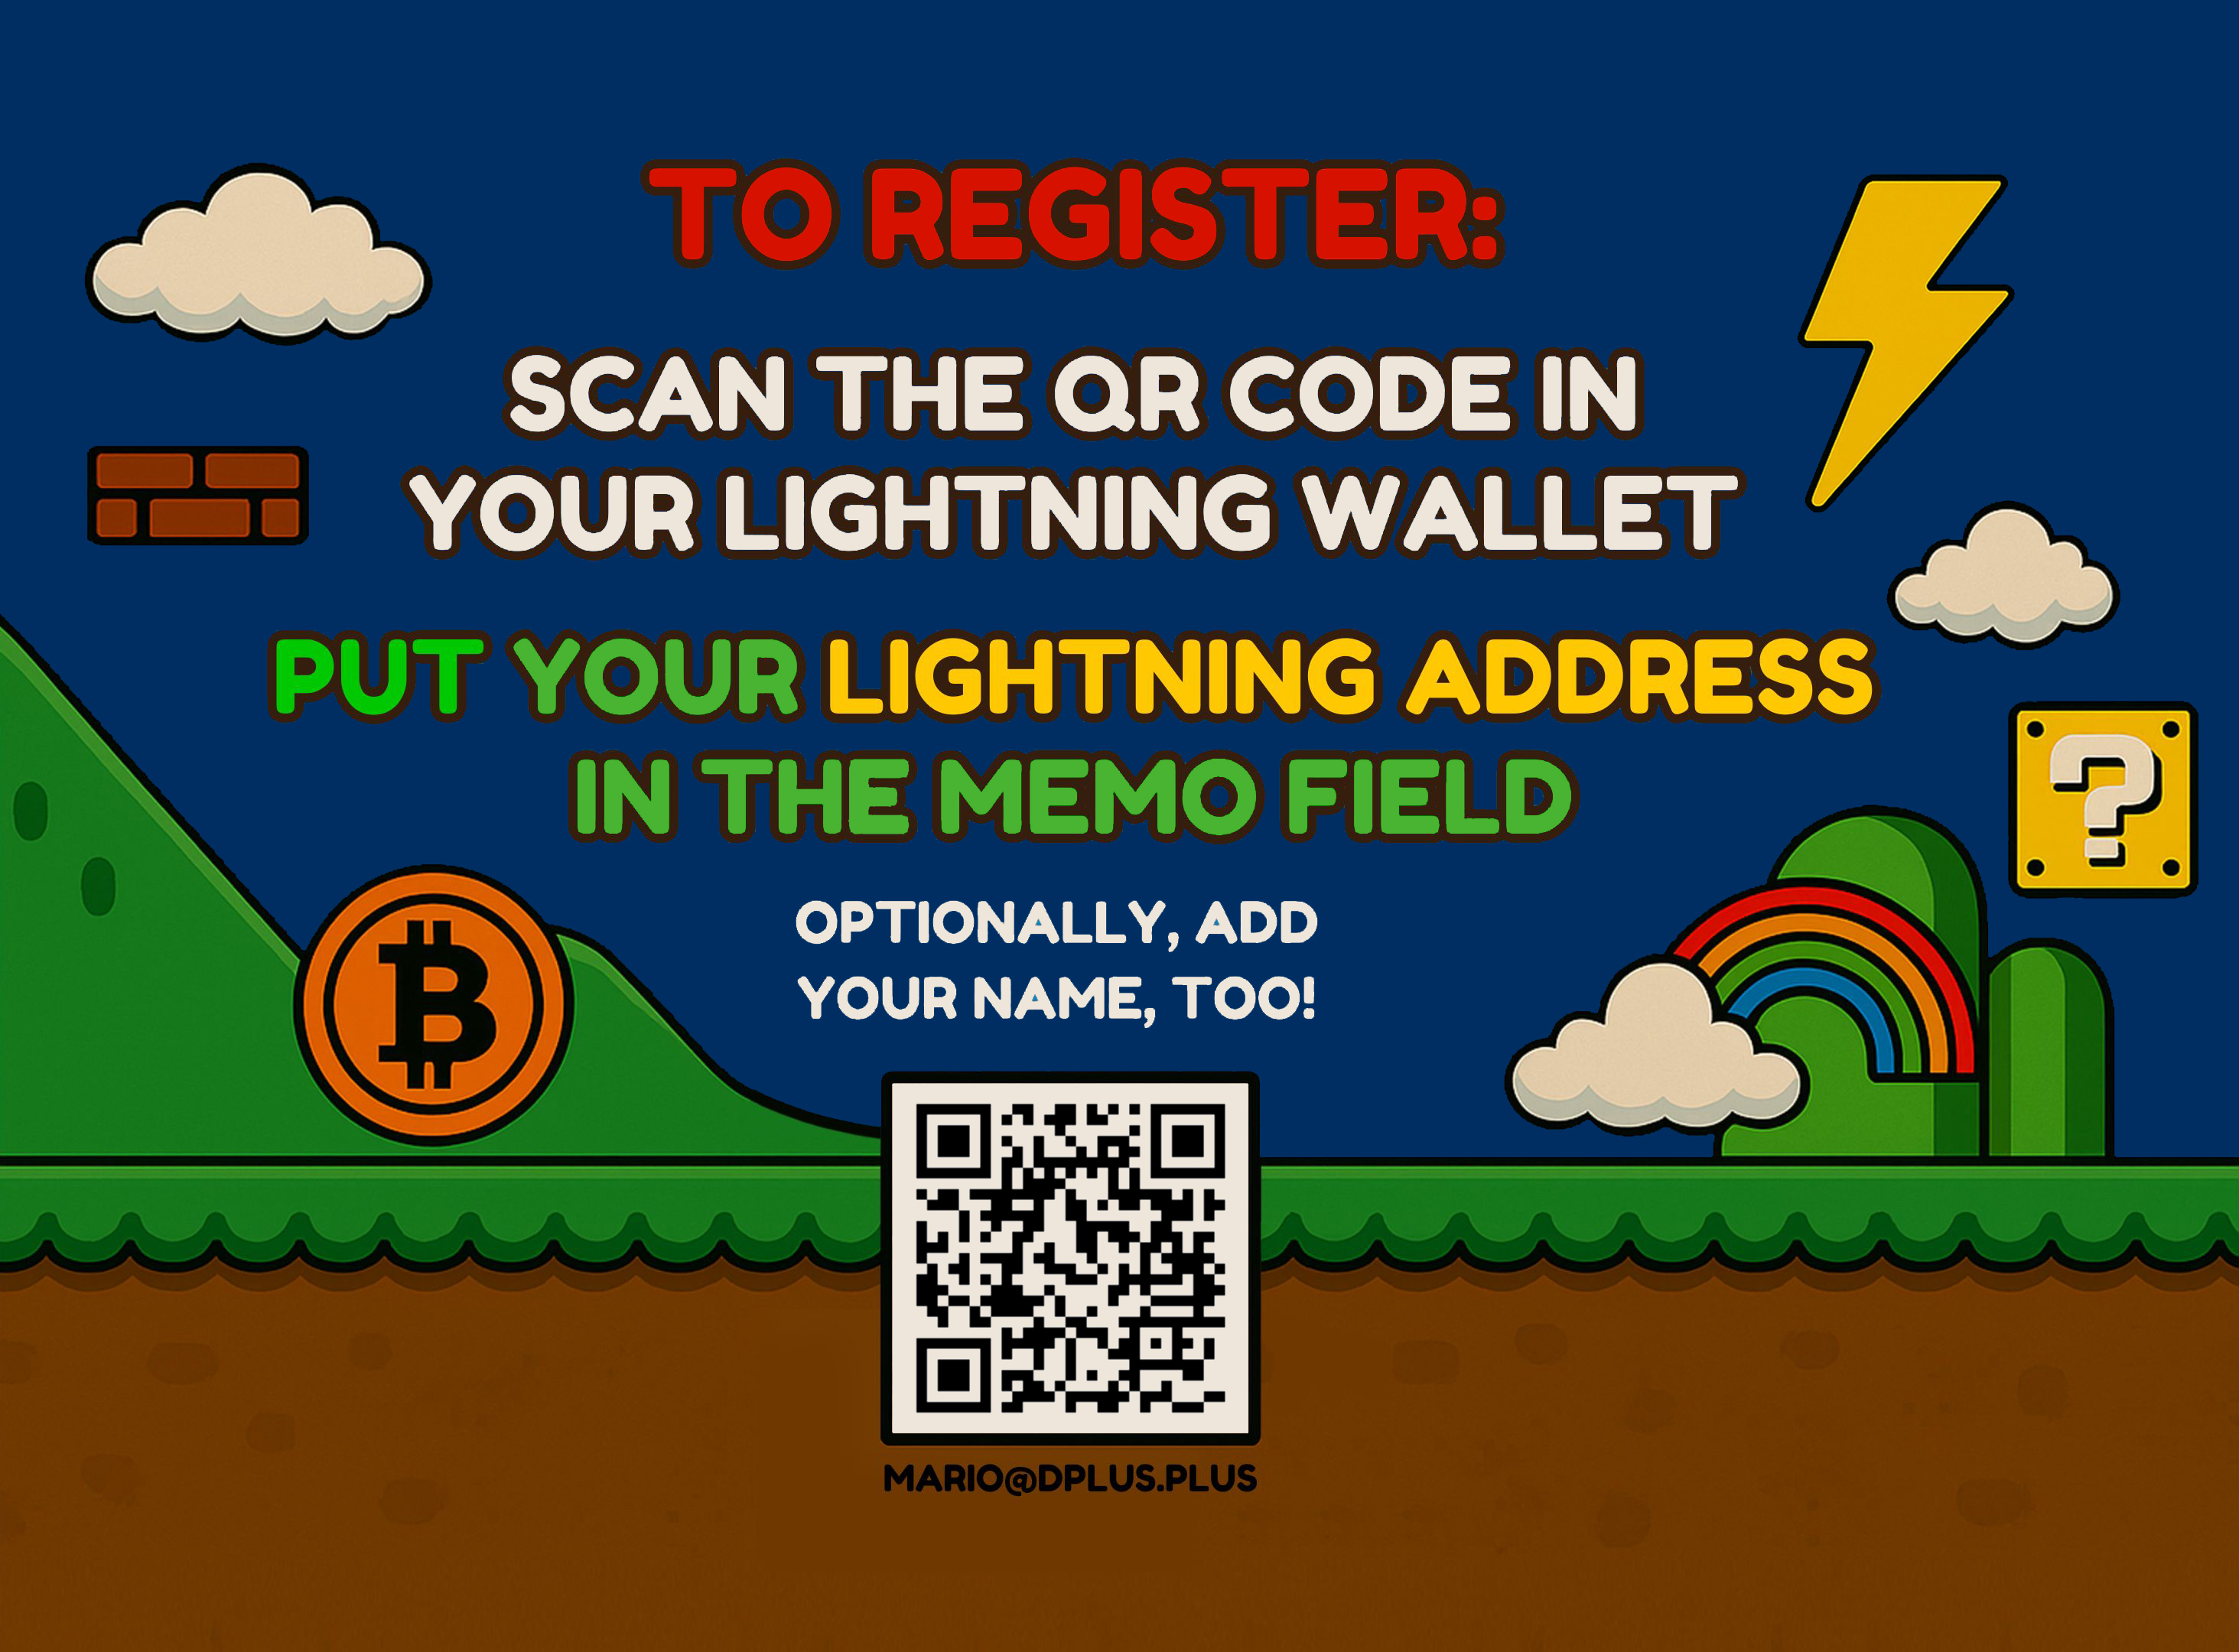 TO REGISTER:
SCAN THE QR CODE IN
YOUR LIGHTNING WALLET
PUT YOUR LIGHTNING ADDRESS
IN THE MEMO FIELD
OPTIONALLY, ADD
YOUR NAME, TOO!
?
₿
MARIO@DPLUS.PLUS